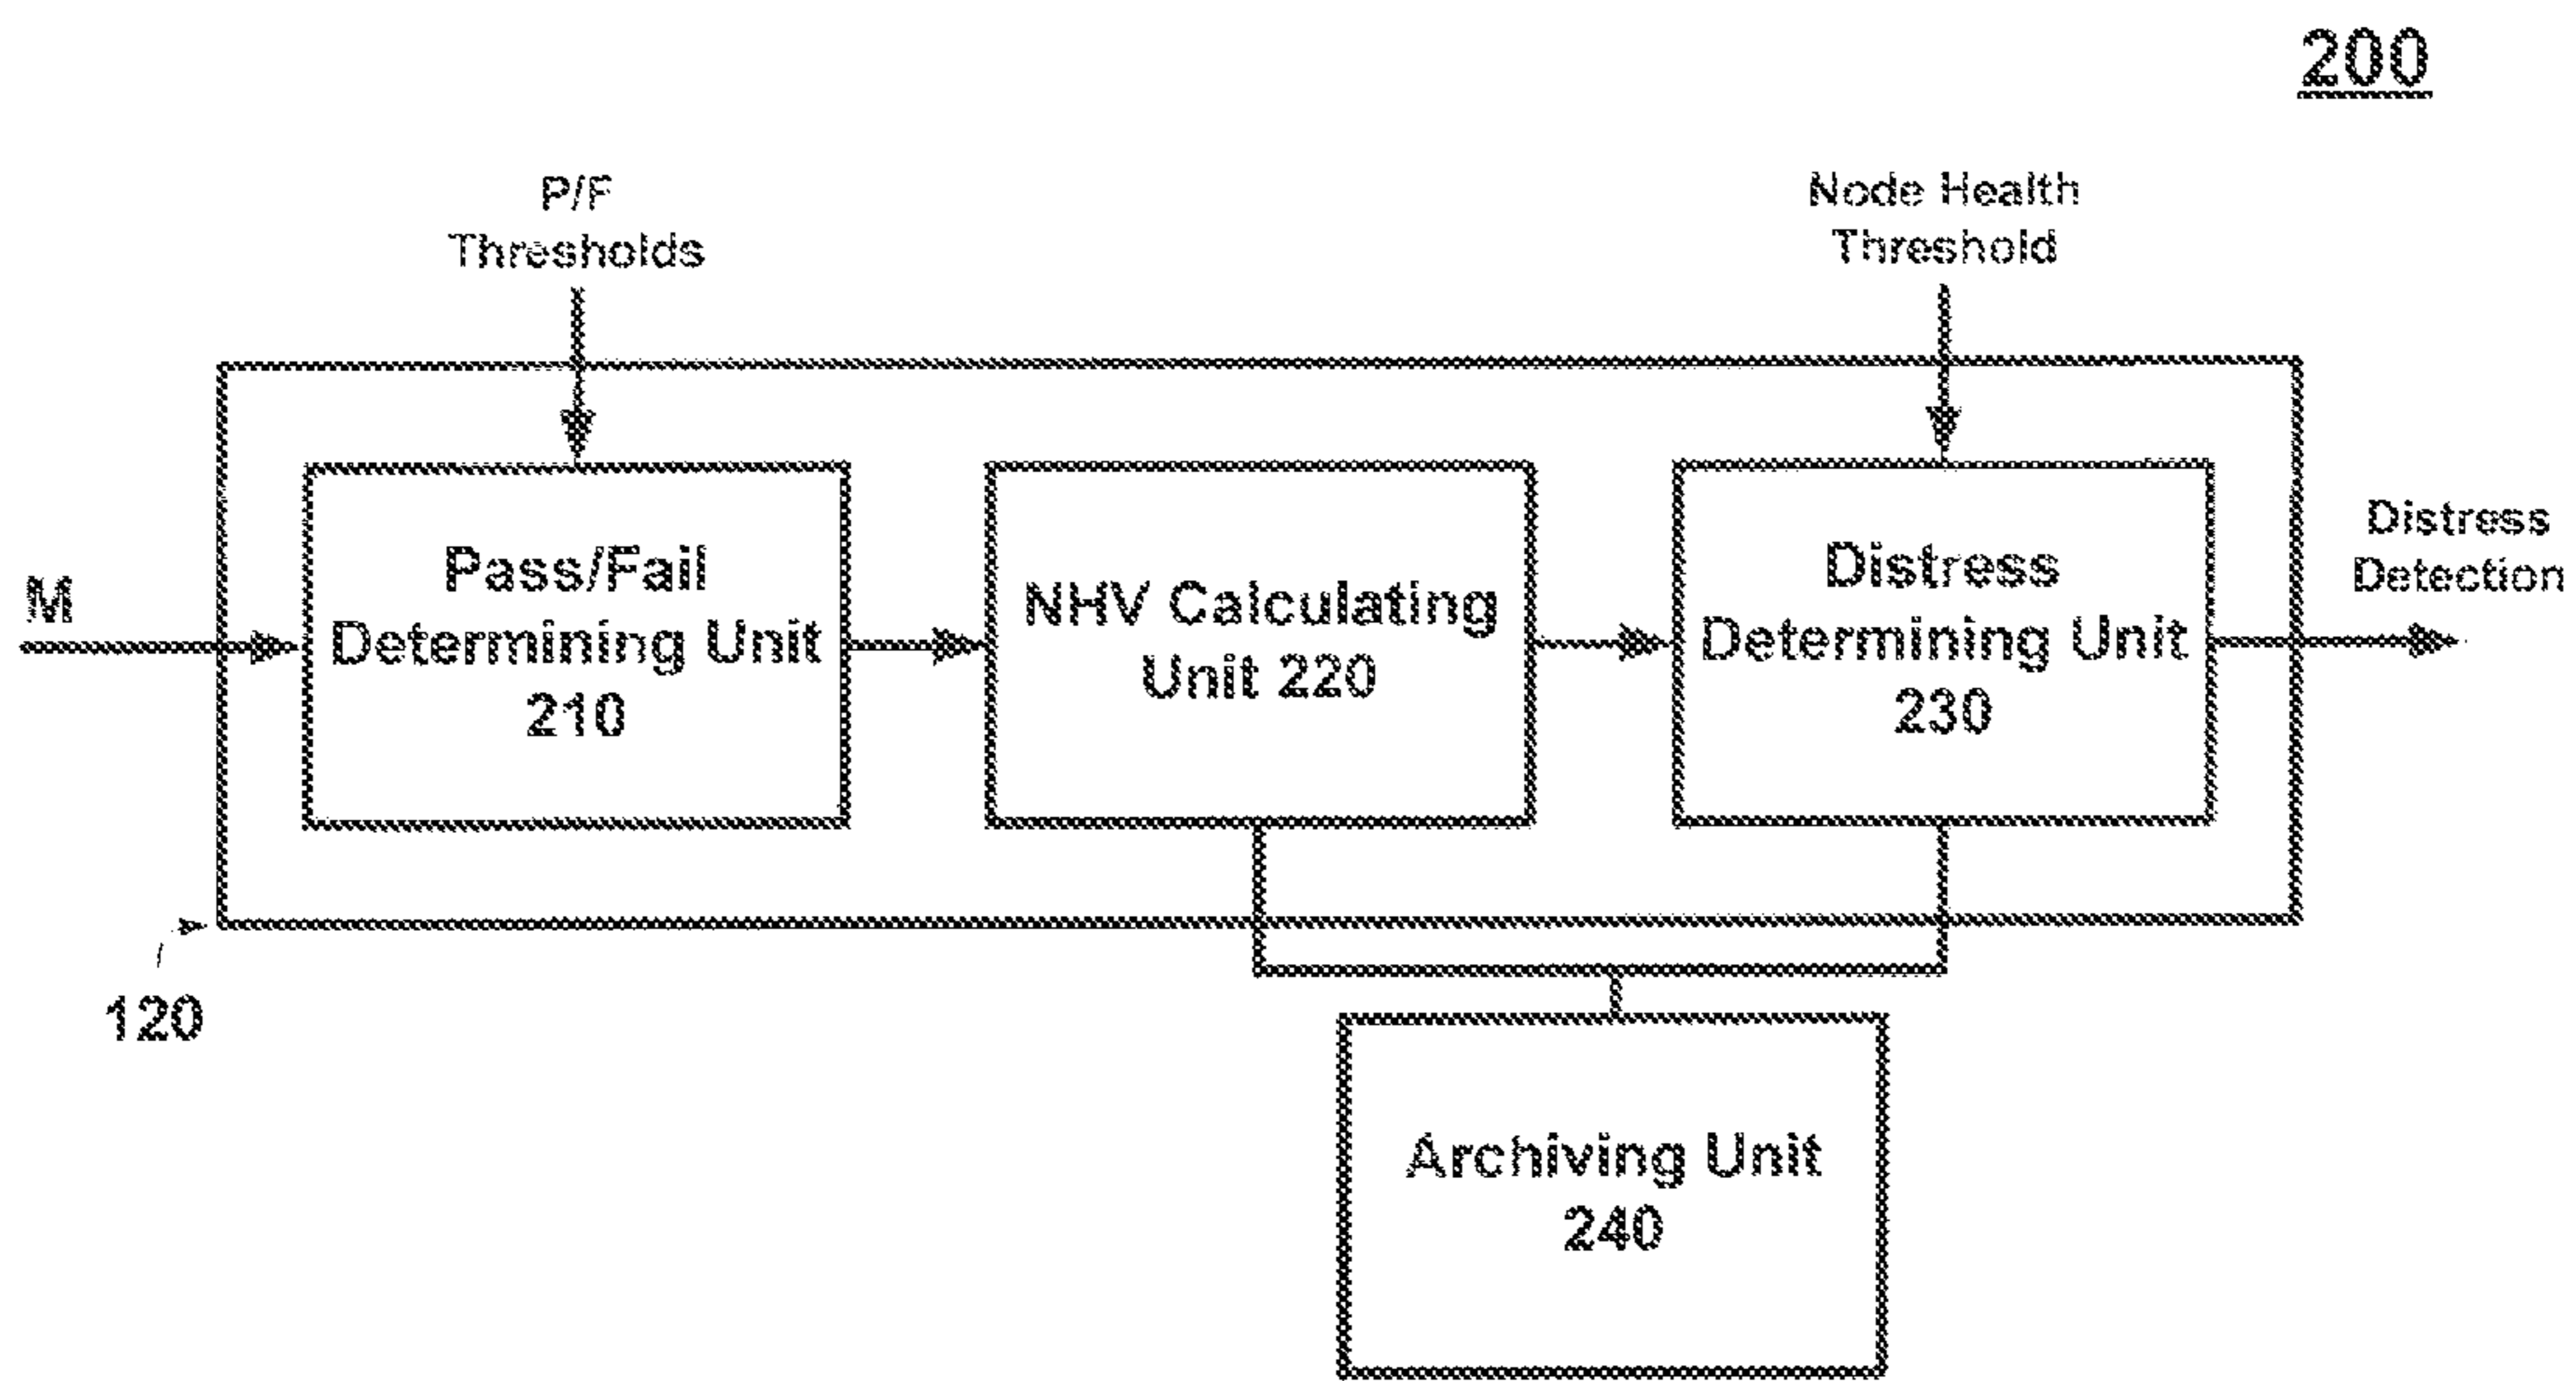 200
P/F
Thresholds
Node Health
Threshold
M
Pass/Fail
Determining Unit
210
NHV Calculating
Unit 220
Distress
Determining Unit
230
Distress
Detection
120
Archiving Unit
240